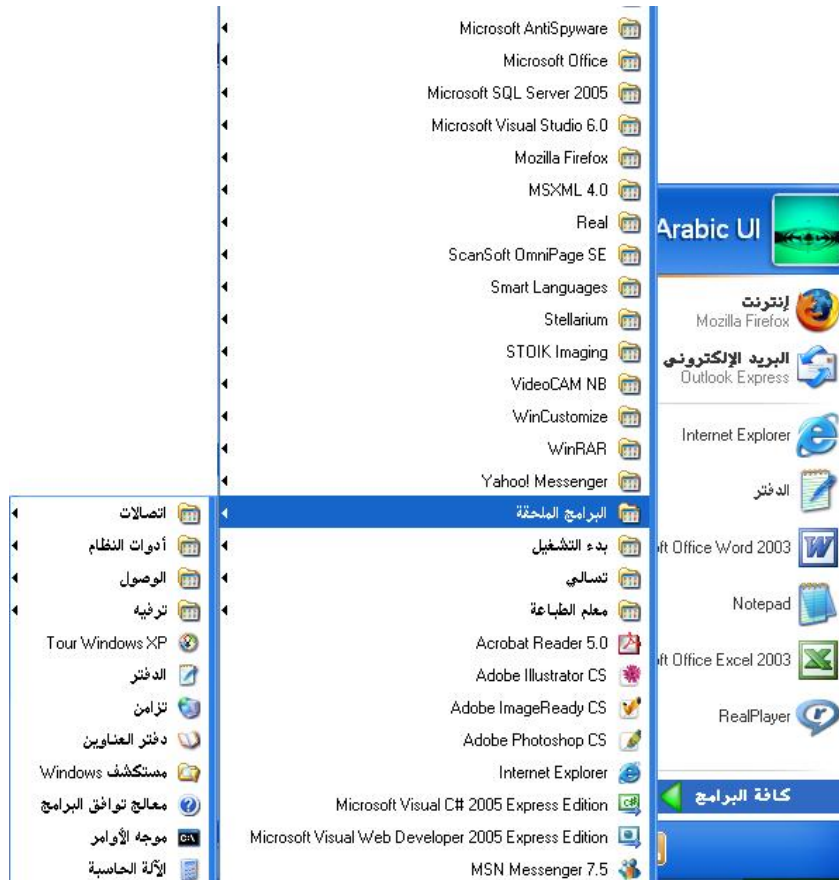 Arabic UI
إنترنت
Mozilla Firefox
البريد الإلكتروني
Outlook Express
Internet Explorer
الدفتر
ft Office Word 2003
Notepad
ft Office Excel 2003
RealPlayer
كافة البرامج
Microsoft AntiSpyware
Microsoft Office
Microsoft SQL Server 2005
Microsoft Visual Studio 6.0
Mozilla Firefox
MSXML 4.0
Real
ScanSoft OmniPage SE
Smart Languages
Stellarium
STOIK Imaging
VideoCAM NB
WinCustomize
WinRAR
Yahoo! Messenger
البرامج الملحقة
بدء التشغيل
تسالي
معلم الطباعة
Acrobat Reader 5.0
Adobe Illustrator CS
Adobe ImageReady CS
Adobe Photoshop CS
Internet Explorer
Microsoft Visual C# 2005 Express Edition
Microsoft Visual Web Developer 2005 Express Edition
MSN Messenger 7.5
اتصالات
أدوات النظام
الوصول
ترفيه
Tour Windows XP
الدفتر
تزامن
دفتر العناوين
مستكشف Windows
معالج توافق البرامج
موجه الأوامر
الآلة الحاسبة